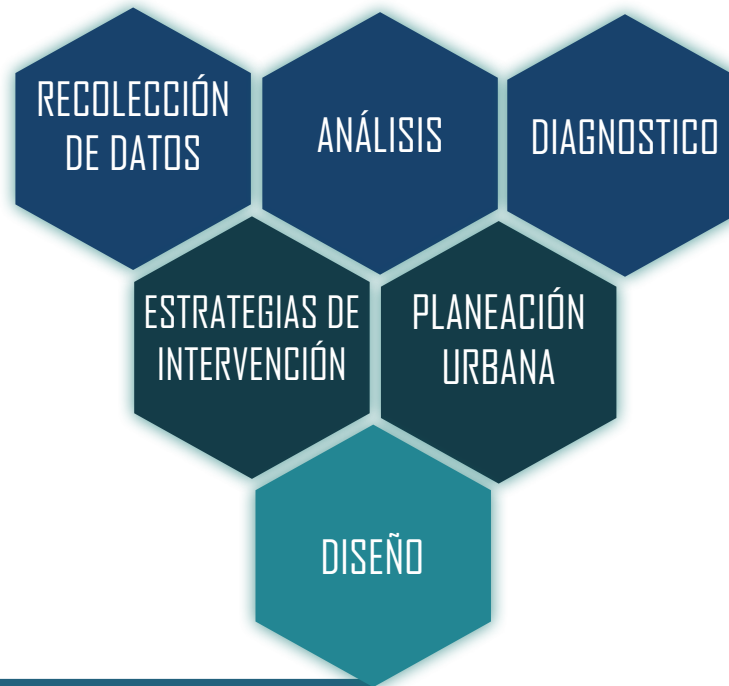 RECOLECCIÓN
DE DATOS
ANÁLISIS
DIAGNOSTICO
ESTRATEGIAS DE
INTERVENCIÓN
PLANEACIÓN
URBANA
DISEÑO